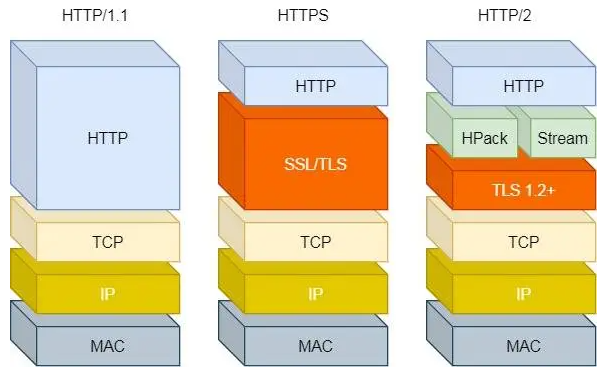 HTTP/1.1
HTTPS
HTTP/2
HTTP
HTTP
HTTP
HPack
Stream
SSL/TLS
TLS 1.2+
TCP
TCP
TCP
IP
IP
IP
MAC
MAC
MAC